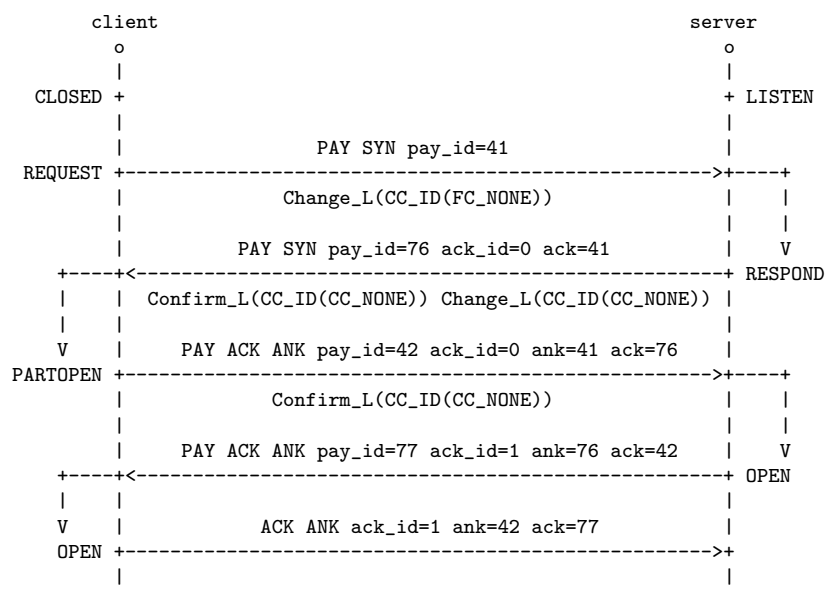 client server
o o
| |
CLOSED + + LISTEN
| |
| PAY SYN pay_id=41 |
REQUEST +------------------------------------------------------>+----+
| Change_L(CC_ID(FC_NONE)) | |
| | |
| PAY SYN pay_id=76 ack_id=0 ack=41 | V
+----+<------------------------------------------------------+ RESPOND
| | Confirm_L(CC_ID(CC_NONE)) Change_L(CC_ID(CC_NONE)) |
| | |
V | PAY ACK ANK pay_id=42 ack_id=0 ank=41 ack=76 |
PARTOPEN +------------------------------------------------------>+----+
| Confirm_L(CC_ID(CC_NONE)) | |
| | |
| PAY ACK ANK pay_id=77 ack_id=1 ank=76 ack=42 | V
+----+<------------------------------------------------------+ OPEN
| | |
V | ACK ANK ack_id=1 ank=42 ack=77 |
OPEN +------------------------------------------------------>+
| |